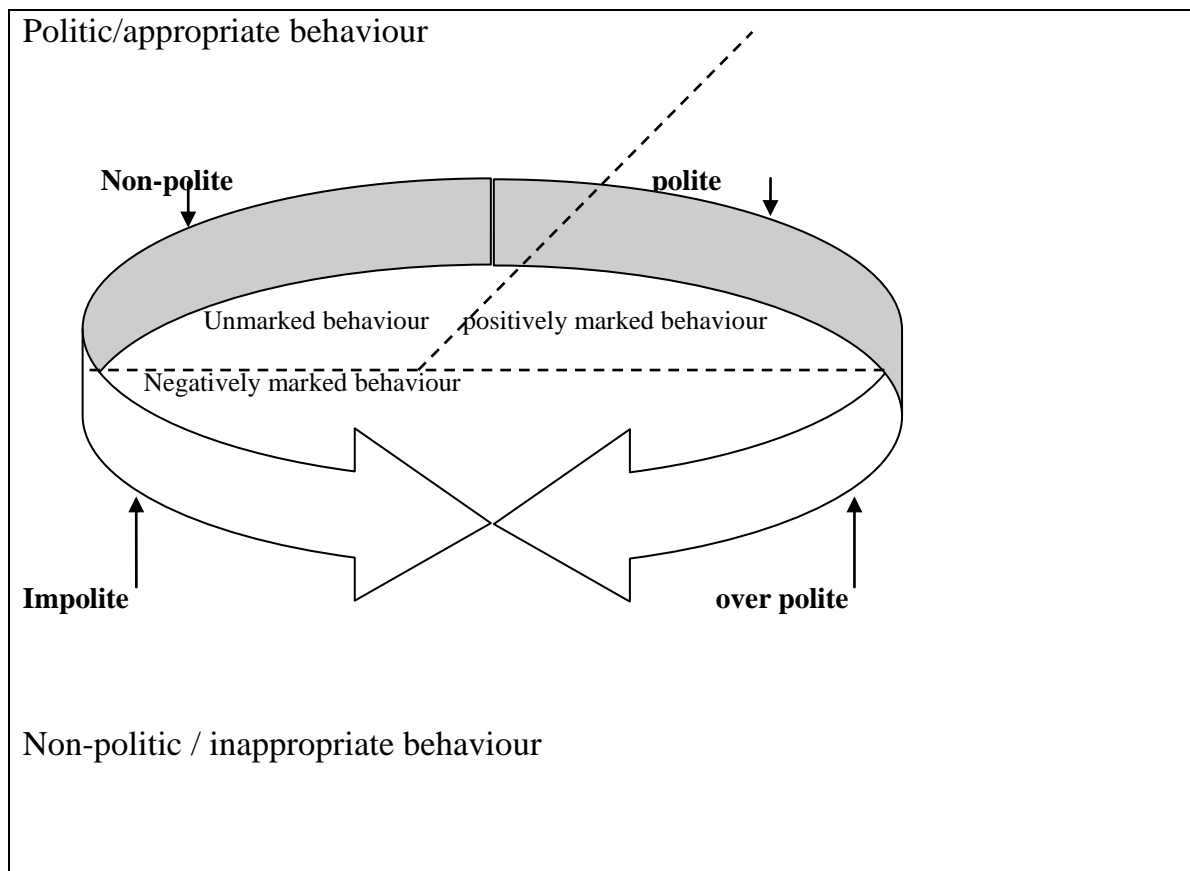 Politic/appropriate behaviour
Non-polite polite
Unmarked behaviour positively marked behaviour
Negatively marked behaviour
Impolite over polite
Non-politic / inappropriate behaviour